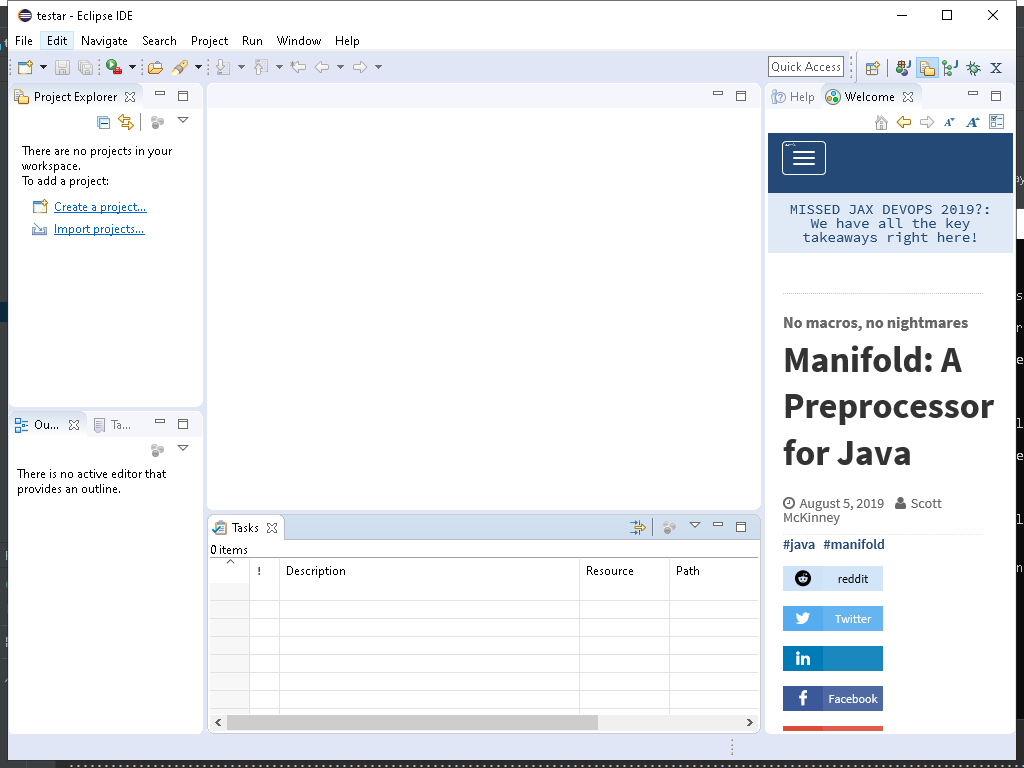 testar - Eclipse IDE
File Edit Navigate Search Project Run Window Help
Quick Access
Project Explorer
There are no projects in your
workspace.
To add a project:
Create a project...
Import projects...
Ou...
Ta...
There is no active editor that
provides an outline.
Tasks
0 items
! Description Resource Path
Help
Welcome
MISSED JAX DEVOPS 2019?:
We have all the key
takeaways right here!
No macros, no nightmares
Manifold: A
Preprocessor
for Java
August 5, 2019 Scott
McKinney
#java #manifold
reddit
Twitter
in
Facebook